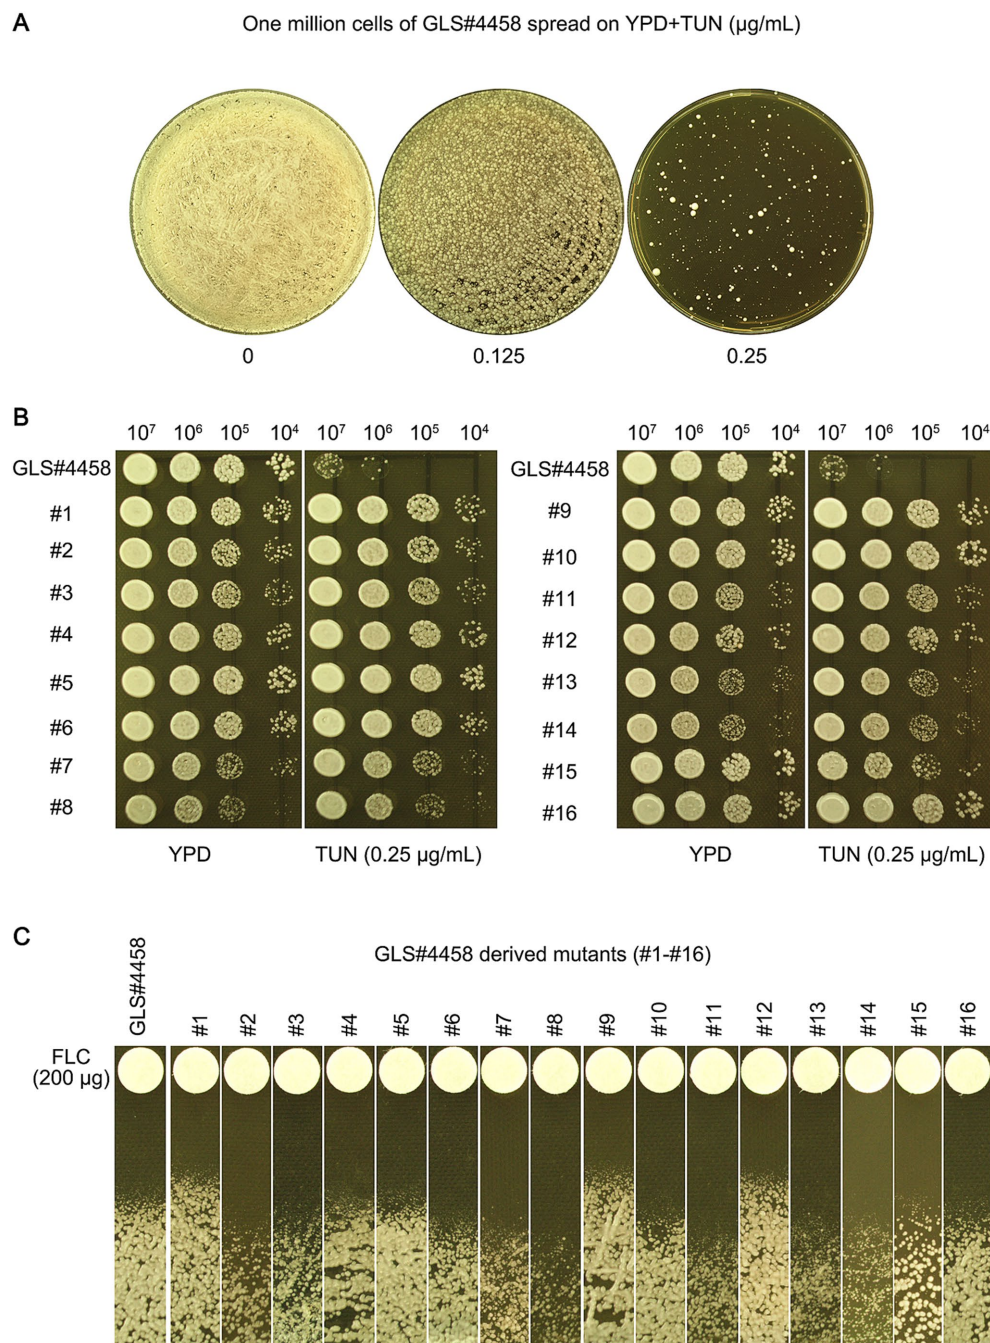 A
One million cells of GLS#4458 spread on YPD+TUN (µg/mL)
0 0.125 0.25
B
10⁷ 10⁶ 10⁵ 10⁴ 10⁷ 10⁶ 10⁵ 10⁴
GLS#4458
#1
#2
#3
#4
#5
#6
#7
#8
YPD TUN (0.25 µg/mL)
10⁷ 10⁶ 10⁵ 10⁴ 10⁷ 10⁶ 10⁵ 10⁴
GLS#4458
#9
#10
#11
#12
#13
#14
#15
#16
YPD TUN (0.25 µg/mL)
C
GLS#4458 derived mutants (#1-#16)
GLS#4458 #1 #2 #3 #4 #5 #6 #7 #8 #9 #10 #11 #12 #13 #14 #15 #16
FLC
(200 µg)